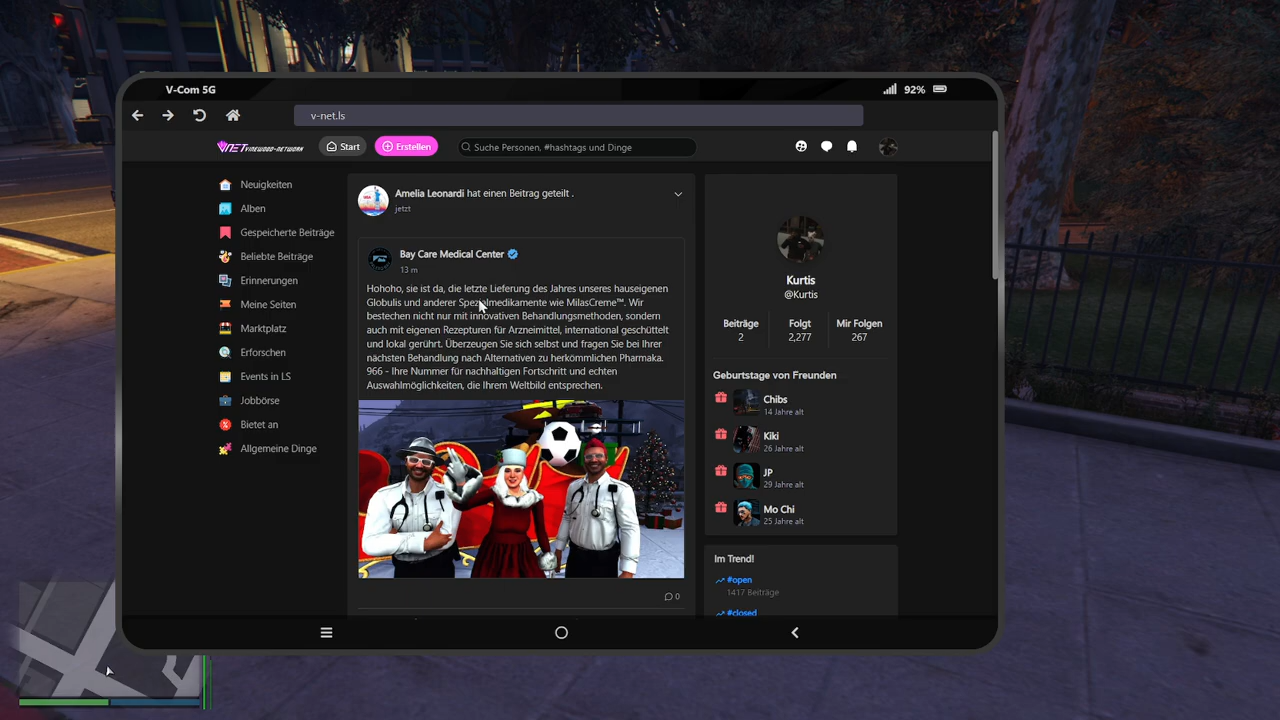 V-Com 5G
92%
v-net.ls
VNET VINEWOOD-NETWORK
Start
Erstellen
Suche Personen, #hashtags und Dinge
Neuigkeiten
Alben
Gespeicherte Beiträge
Beliebte Beiträge
Erinnerungen
Meine Seiten
Marktplatz
Erforschen
Events in LS
Jobbörse
Bietet an
Allgemeine Dinge
Amelia Leonardi hat einen Beitrag geteilt .
jetzt
Bay Care Medical Center
13 m
Hohoho, sie ist da, die letzte Lieferung des Jahres unseres hauseigenen
Globulis und anderer Spezialmedikamente wie MilasCreme™. Wir
bestechen nicht nur mit innovativen Behandlungsmethoden, sondern
auch mit eigenen Rezepturen für Arzneimittel, international geschüttelt
und lokal gerührt. Überzeugen Sie sich selbst und fragen Sie bei Ihrer
nächsten Behandlung nach Alternativen zu herkömmlichen Pharmaka.
966 - Ihre Nummer für nachhaltigen Fortschritt und echten
Auswahlmöglichkeiten, die Ihrem Weltbild entsprechen.
0
Kurtis
@Kurtis
Beiträge
2
Folgt
2,277
Mir Folgen
267
Geburtstage von Freunden
Chibs
14 Jahre alt
Kiki
26 Jahre alt
JP
29 Jahre alt
Mo Chi
25 Jahre alt
Im Trend!
#open
1417 Beiträge
#closed